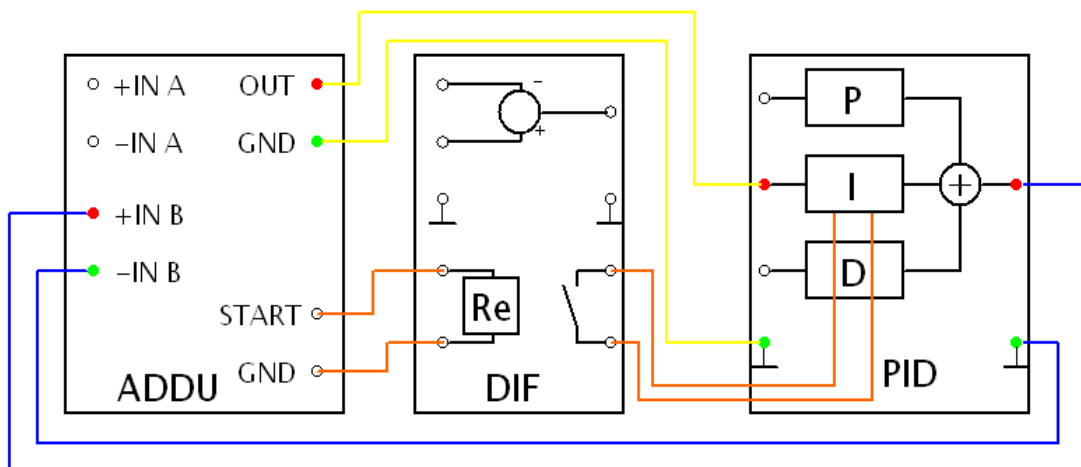 +IN A
OUT
−IN A
GND
+IN B
−IN B
START
GND
ADDU
−
+
Re
DIF
P
I
+
D
PID